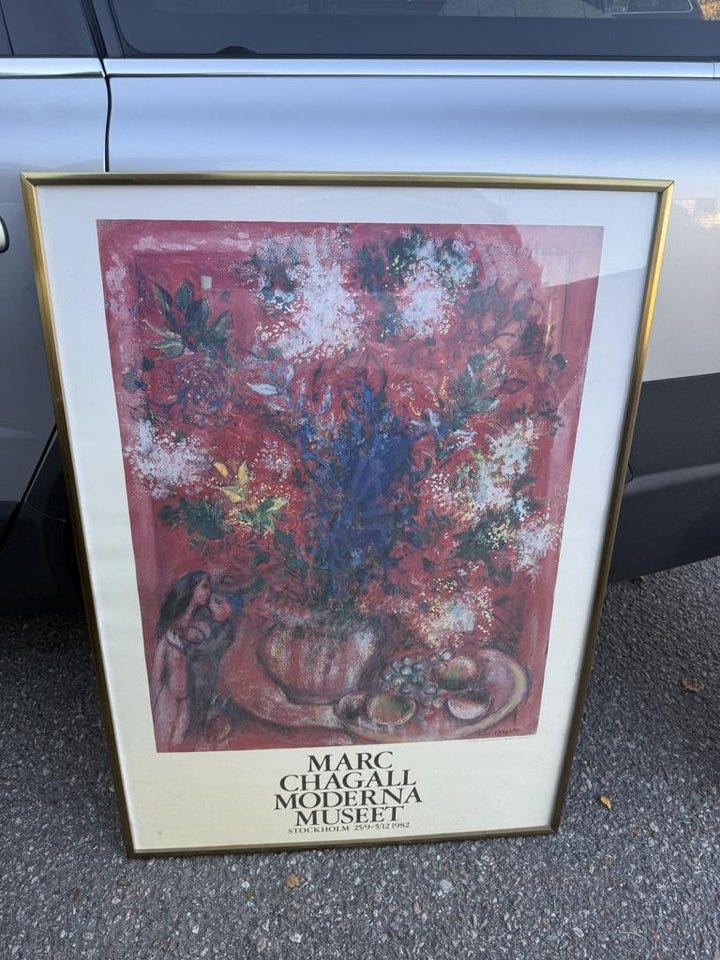 MARC
CHAGALL
MODERNA
MUSEET
STOCKHOLM 25/9–5/12 1982